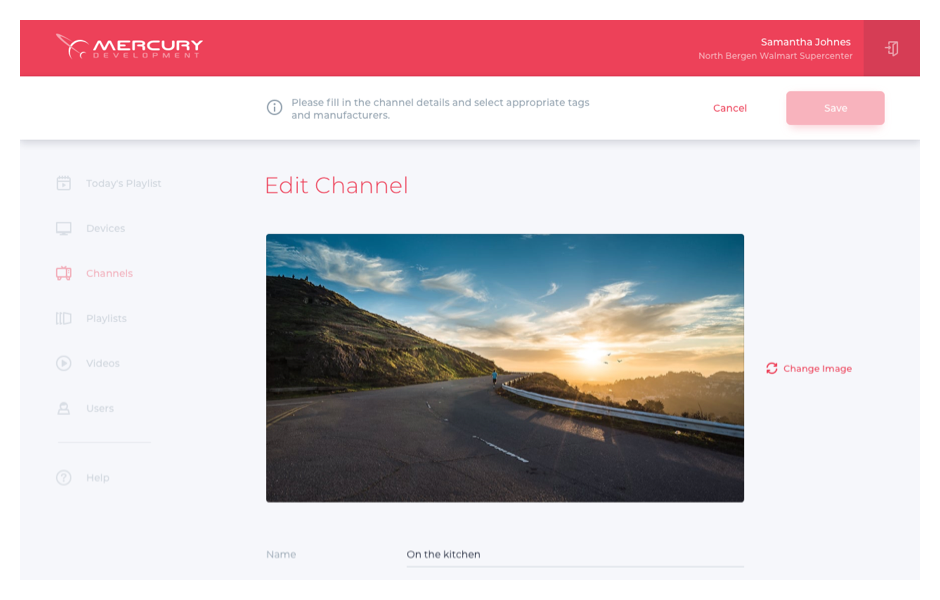 MERCURY
DEVELOPMENT
Samantha Johnes
North Bergen Walmart Supercenter
Please fill in the channel details and select appropriate tags
and manufacturers.
Cancel
Save
Today's Playlist
Devices
Channels
Playlists
Videos
Users
Help
Edit Channel
Change Image
Name
On the kitchen